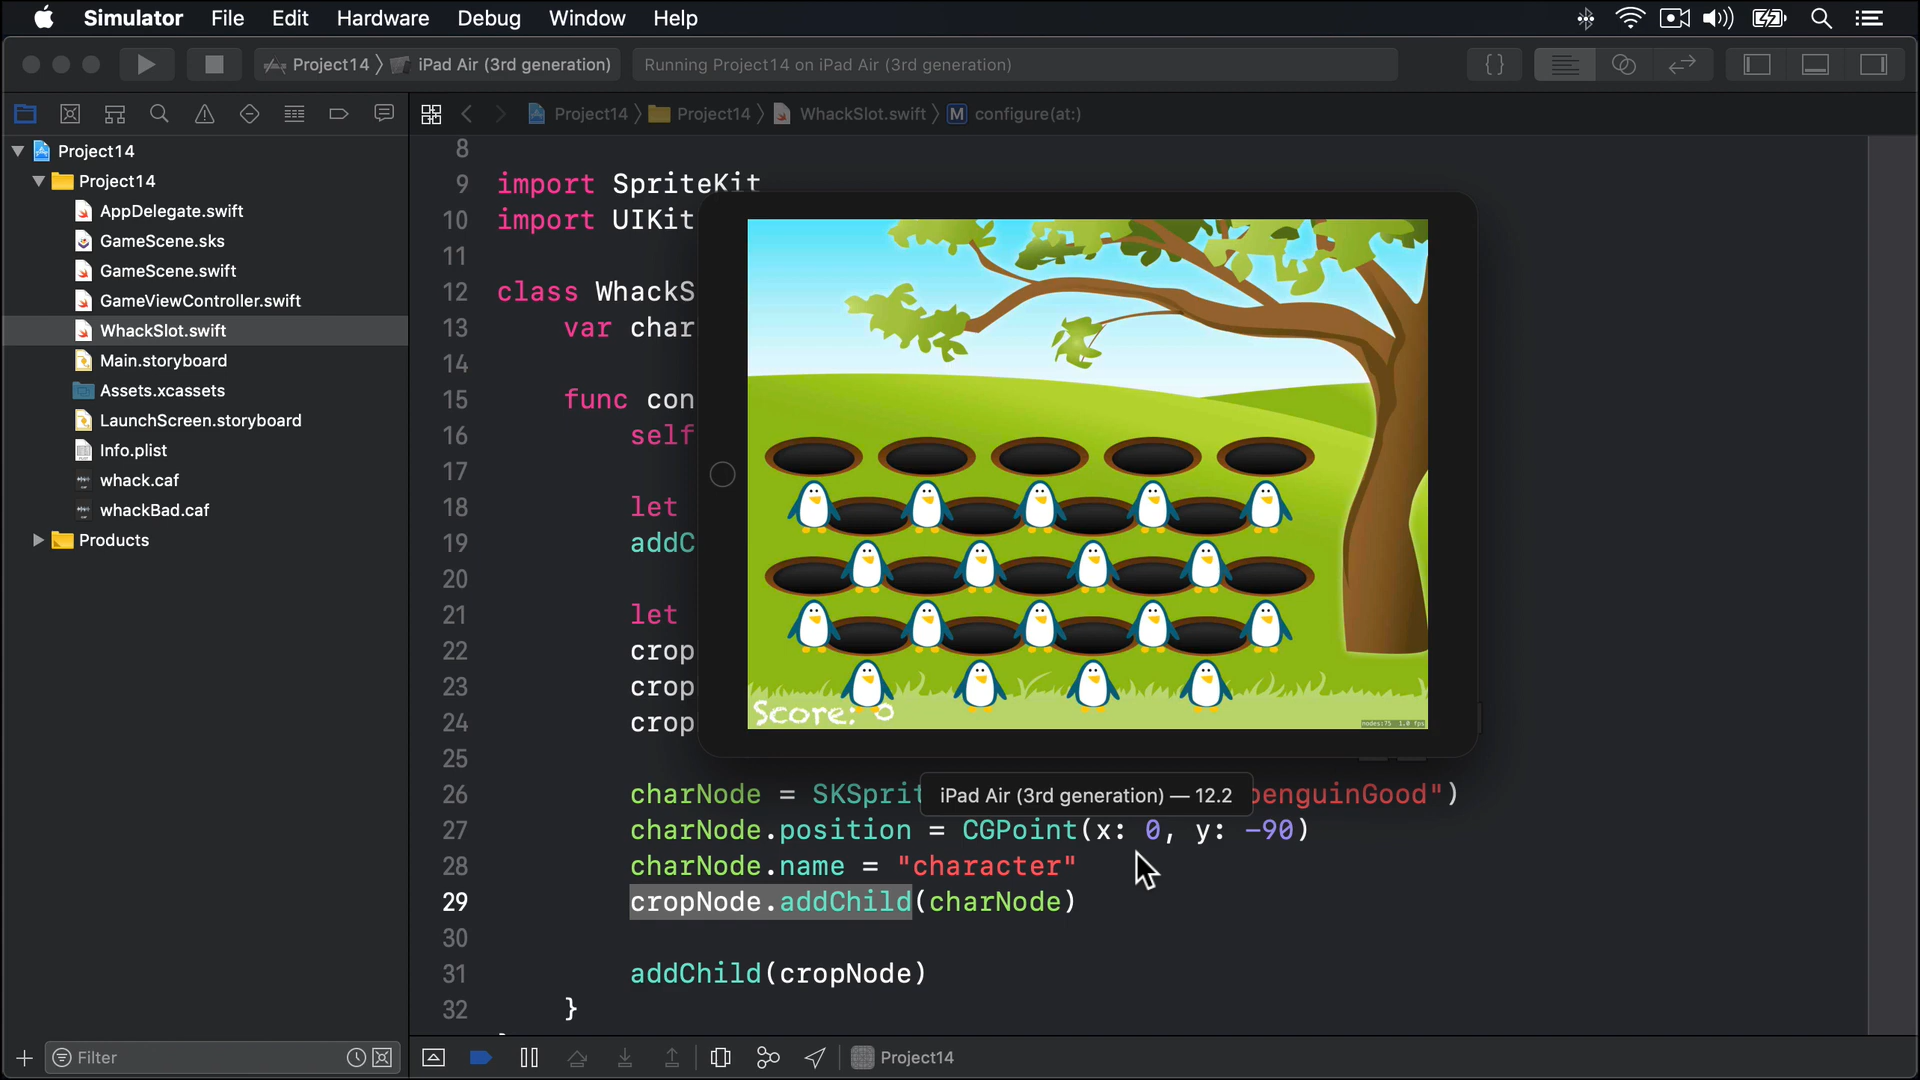 Simulator File Edit Hardware Debug Window Help
Project14 iPad Air (3rd generation) Running Project14 on iPad Air (3rd generation) {}
Project14 Project14 WhackSlot.swift M configure(at:)
Project14
Project14
AppDelegate.swift
GameScene.sks
GameScene.swift
GameViewController.swift
WhackSlot.swift
Main.storyboard
Assets.xcassets
LaunchScreen.storyboard
Info.plist
whack.caf
whackBad.caf
Products
8
9 import SpriteKit
10 import UIKit
11
12 class WhackS
13 var char
14
15 func con
16 self
17
18 let
19 addC
20
21 let
22 crop
23 crop
24 crop
25
26 charNode = SKSprit penguinGood")
27 charNode.position = CGPoint(x: 0, y: -90)
28 charNode.name = "character"
29 cropNode.addChild(charNode)
30
31 addChild(cropNode)
32 }
Score: 0
nodes:75 1.0 fps
iPad Air (3rd generation) — 12.2
Filter
Project14